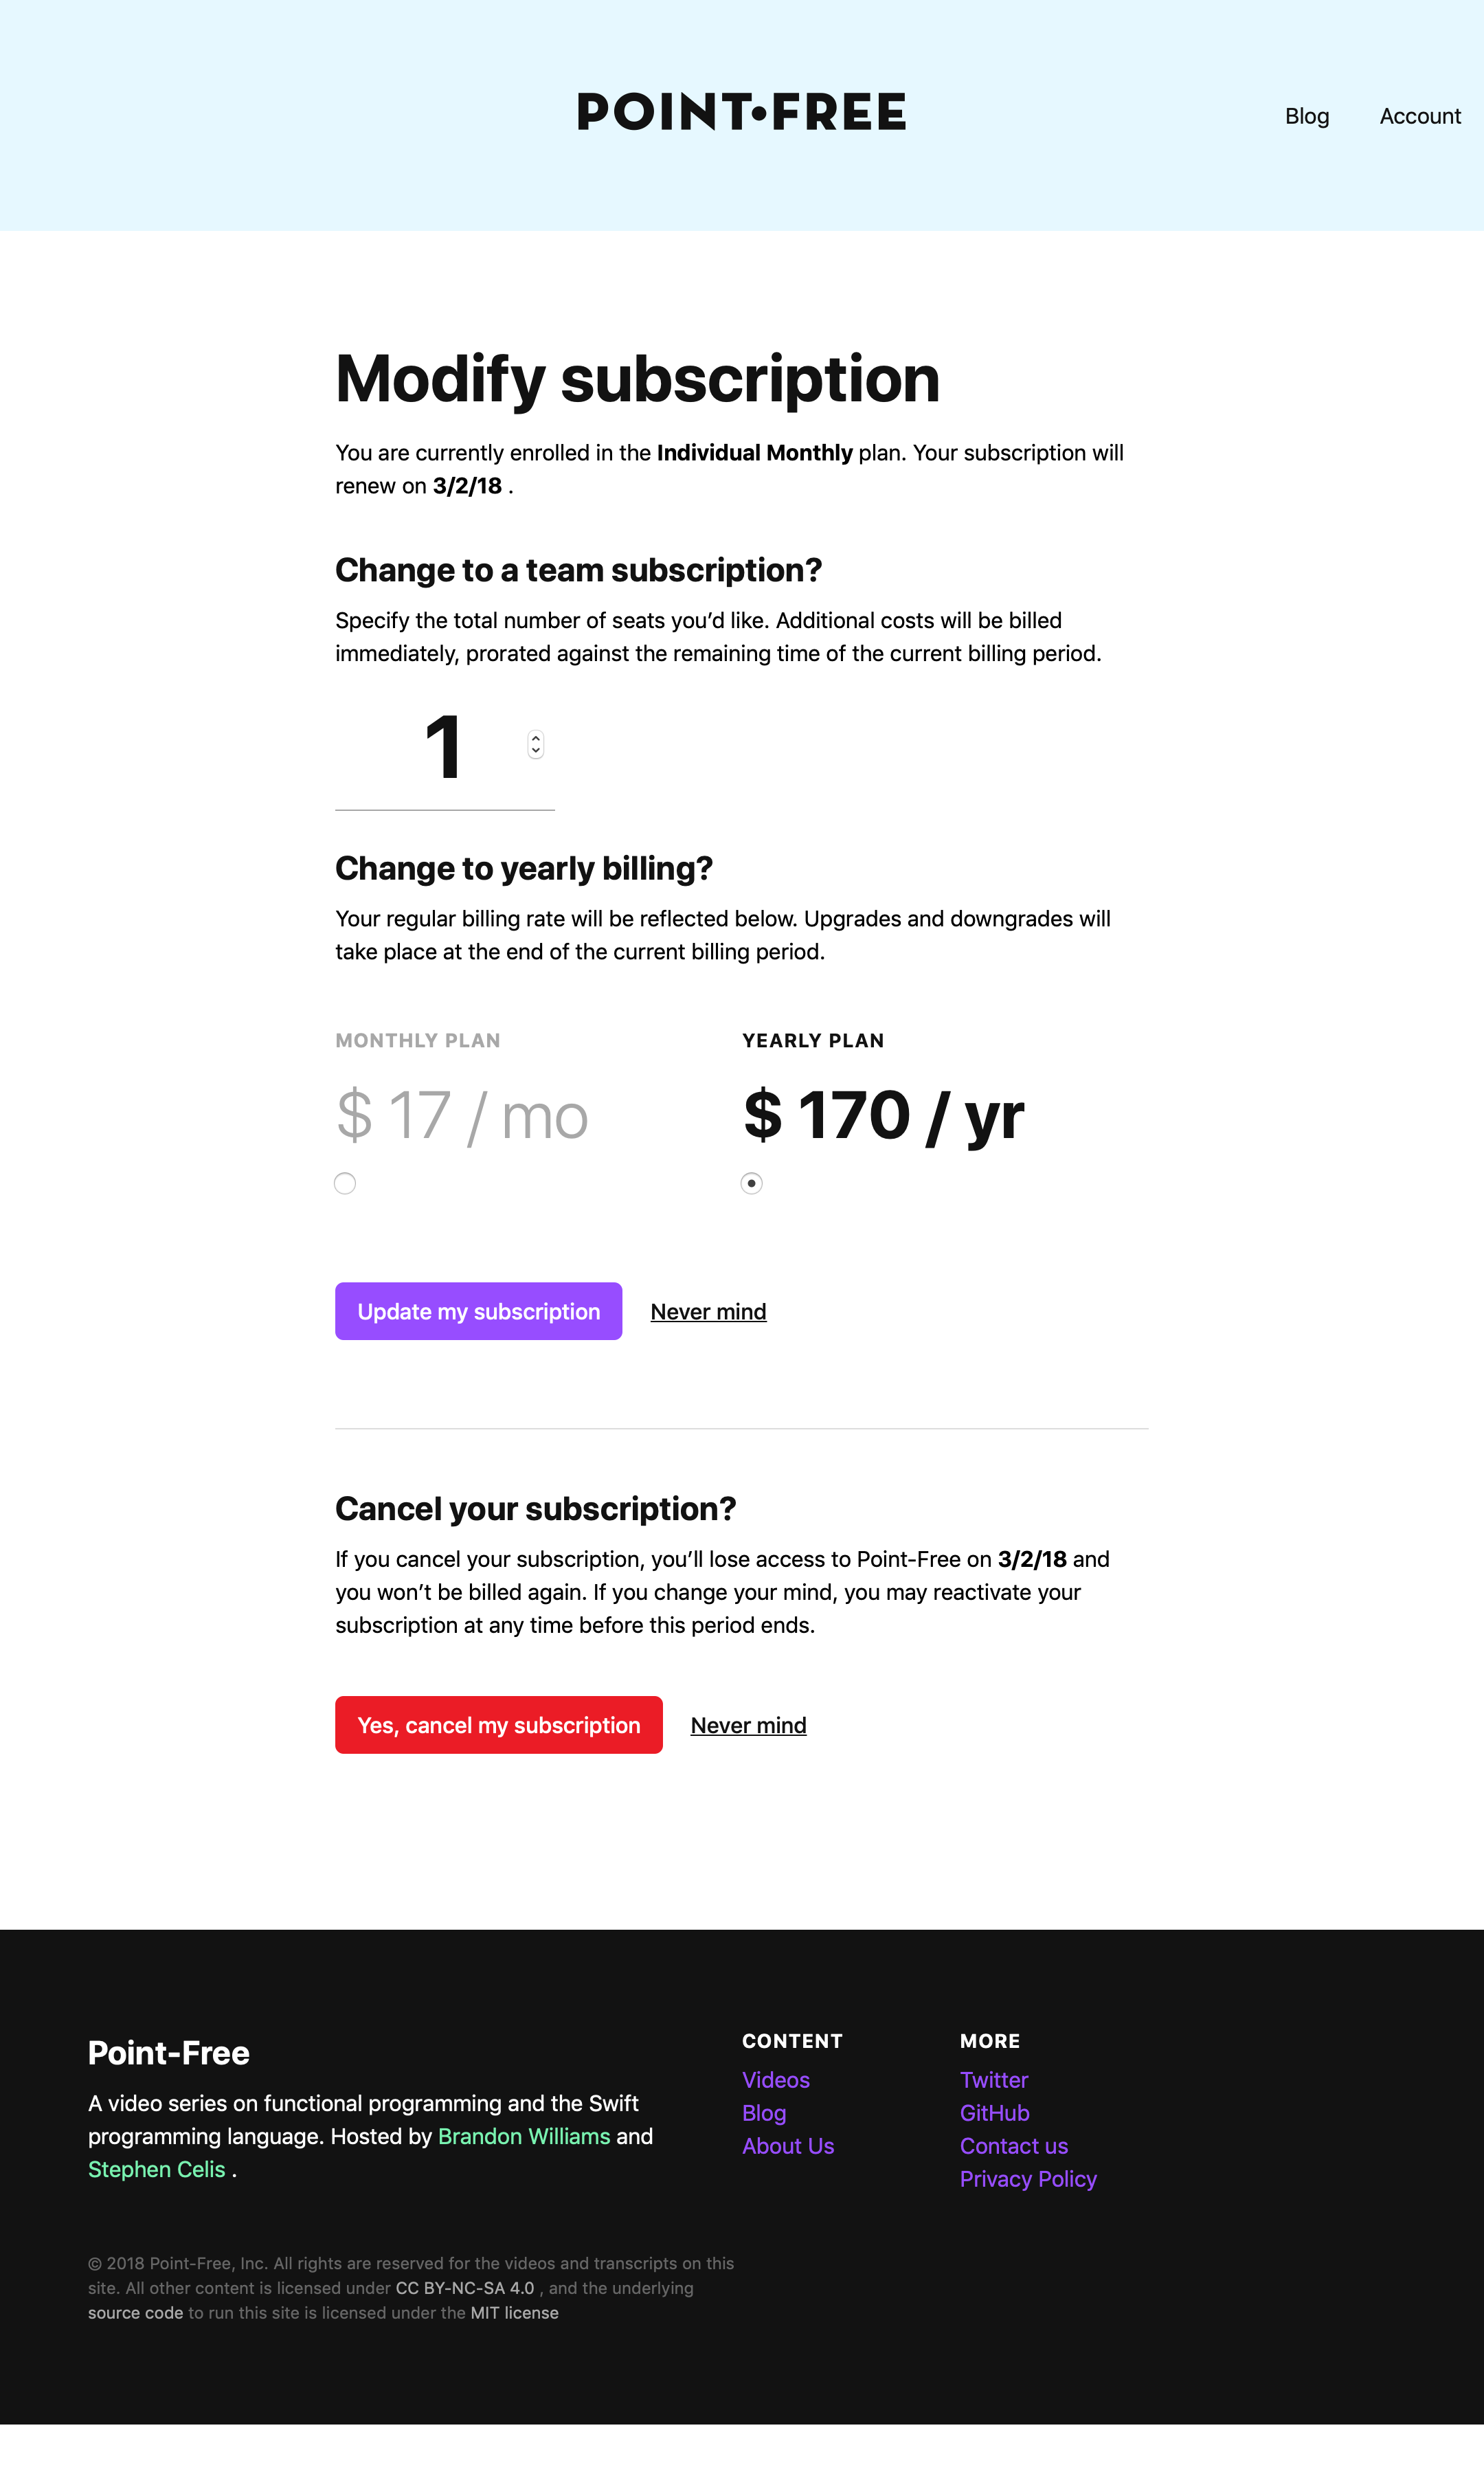 POINT•FREE
Blog
Account
Modify subscription
You are currently enrolled in the Individual Monthly plan. Your subscription will
renew on 3/2/18 .
Change to a team subscription?
Specify the total number of seats you’d like. Additional costs will be billed
immediately, prorated against the remaining time of the current billing period.
1
Change to yearly billing?
Your regular billing rate will be reflected below. Upgrades and downgrades will
take place at the end of the current billing period.
MONTHLY PLAN
$ 17 / mo
YEARLY PLAN
$ 170 / yr
Update my subscription
Never mind
Cancel your subscription?
If you cancel your subscription, you’ll lose access to Point-Free on 3/2/18 and
you won’t be billed again. If you change your mind, you may reactivate your
subscription at any time before this period ends.
Yes, cancel my subscription
Never mind
Point-Free
A video series on functional programming and the Swift
programming language. Hosted by Brandon Williams and
Stephen Celis .
CONTENT
Videos
Blog
About Us
MORE
Twitter
GitHub
Contact us
Privacy Policy
© 2018 Point-Free, Inc. All rights are reserved for the videos and transcripts on this
site. All other content is licensed under CC BY-NC-SA 4.0 , and the underlying
source code to run this site is licensed under the MIT license